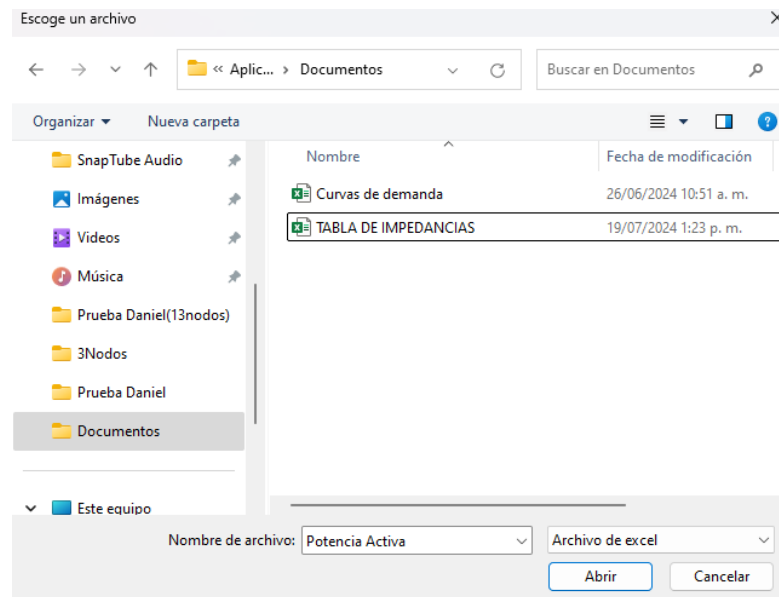 Escoge un archivo
« Aplic... › Documentos
Buscar en Documentos
Organizar
Nueva carpeta
Nombre
Fecha de modificación
SnapTube Audio
Imágenes
Videos
Música
Prueba Daniel(13nodos)
3Nodos
Prueba Daniel
Documentos
Este equipo
Curvas de demanda
26/06/2024 10:51 a. m.
TABLA DE IMPEDANCIAS
19/07/2024 1:23 p. m.
Nombre de archivo:
Potencia Activa
Archivo de excel
Abrir
Cancelar